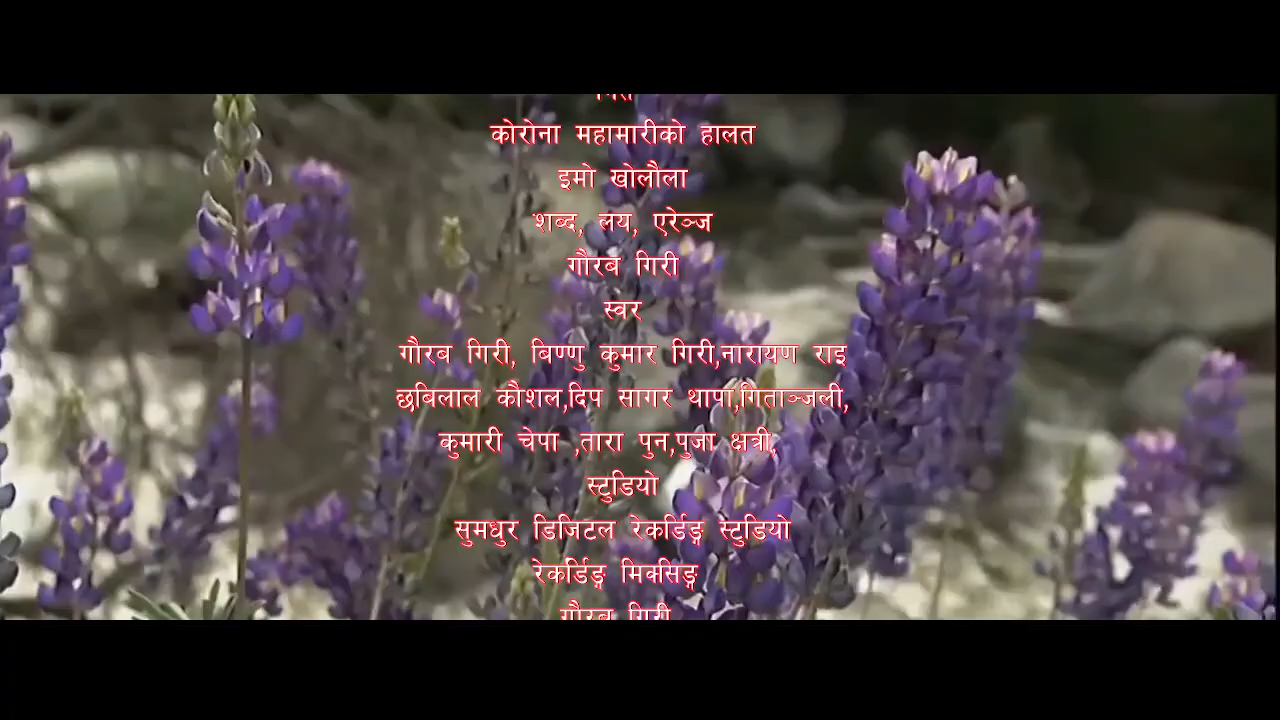 कोरोना महामारीको हालत
इमो खोलौला
शब्द, लय, एरेञ्ज
गौरब गिरी
स्वर
गौरब गिरी, बिष्णु कुमार गिरी,नारायण राइ
छबिलाल कौशल,दिप सागर थापा,गिताञ्जली,
कुमारी चेपा ,तारा पुन,पुजा क्षत्री,
स्टुडियो
सुमधुर डिजिटल रेकर्डिङ्ग स्टुडियो
रेकर्डिङ्ग मिक्सिङ्ग
गौरब गिरी